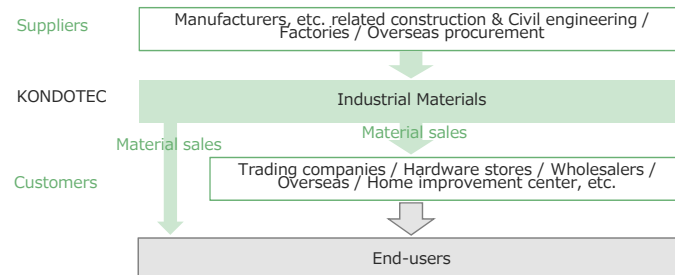 Suppliers
Manufacturers, etc. related construction & Civil engineering /
Factories / Overseas procurement
KONDOTEC
Industrial Materials
Material sales
Material sales
Customers
Trading companies / Hardware stores / Wholesalers /
Overseas / Home improvement center, etc.
End-users